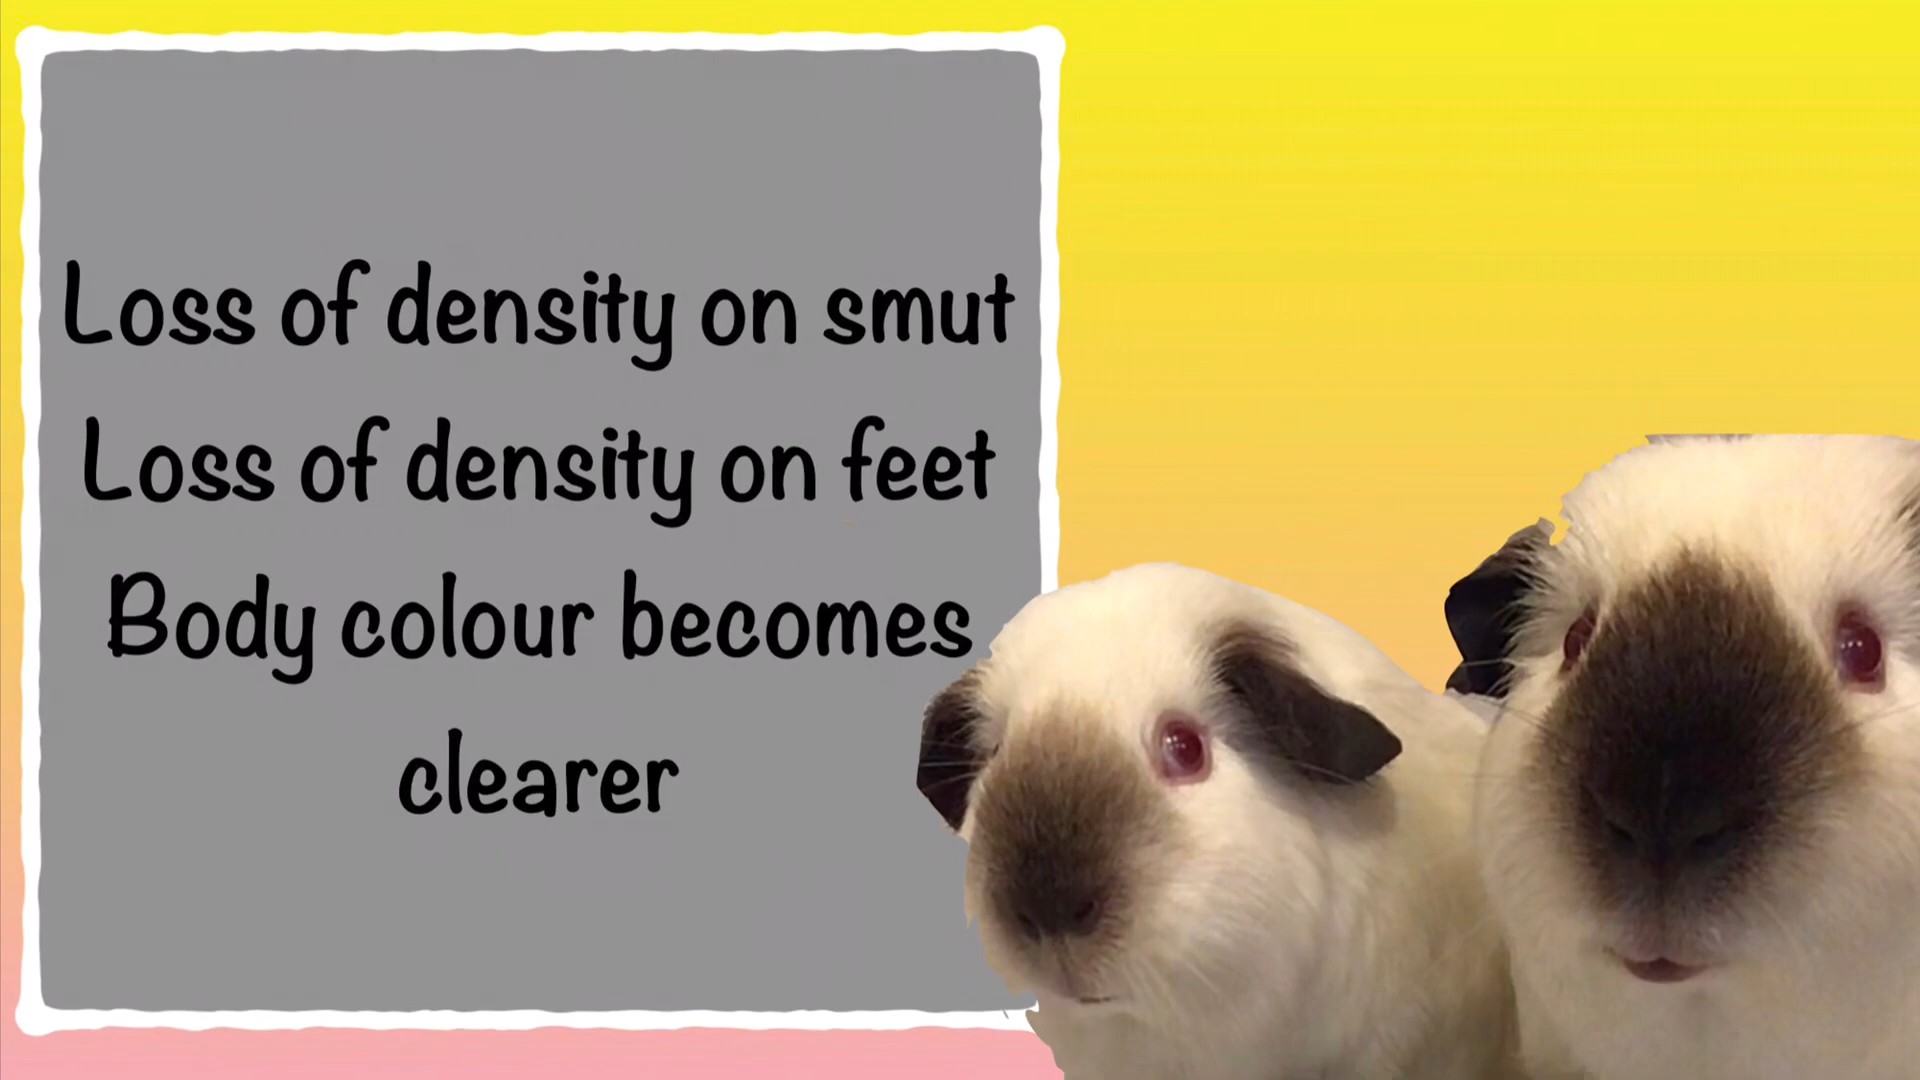 Loss of density on smut
Loss of density on feet
Body colour becomes
clearer